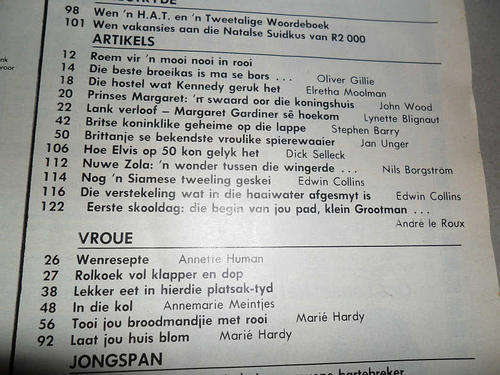 98 Wen 'n H.A.T. en 'n Tweetalige Woordeboek
101 Wen vakansies aan die Natalse Suidkus van R2 000
ARTIKELS
12 Roem vir 'n mooi nooi in rooi
14 Die beste broeikas is ma se bors . . . Oliver Gillie
18 Die hostel wat Kennedy geruk het Elretha Moolman
20 Prinses Margaret: 'n swaard oor die koningshuis John Wood
22 Lank verloof – Margaret Gardiner sê hoekom Lynette Blignaut
42 Britse koninklike geheime op die lappe Stephen Barry
50 Brittanje se bekendste vroulike spierewaaier Jan Unger
106 Hoe Elvis op 50 kon gelyk het Dick Selleck
112 Nuwe Zola: 'n wonder tussen die wingerde . . . Nils Borgström
114 Nog 'n Siamese tweeling geskei Edwin Collins
116 Die verstekeling wat in die haaiwater afgesmyt is Edwin Collins
122 Eerste skooldag: die begin van jou pad, klein Grootman . . .
André le Roux
VROUE
26 Wenresepte Annette Human
27 Rolkoek vol klapper en dop
38 Lekker eet in hierdie platsak-tyd
48 In die kol Annemarie Meintjes
56 Tooi jou broodmandjie met rooi Marié Hardy
92 Laat jou huis blom Marié Hardy
JONGSPAN
hartebreker